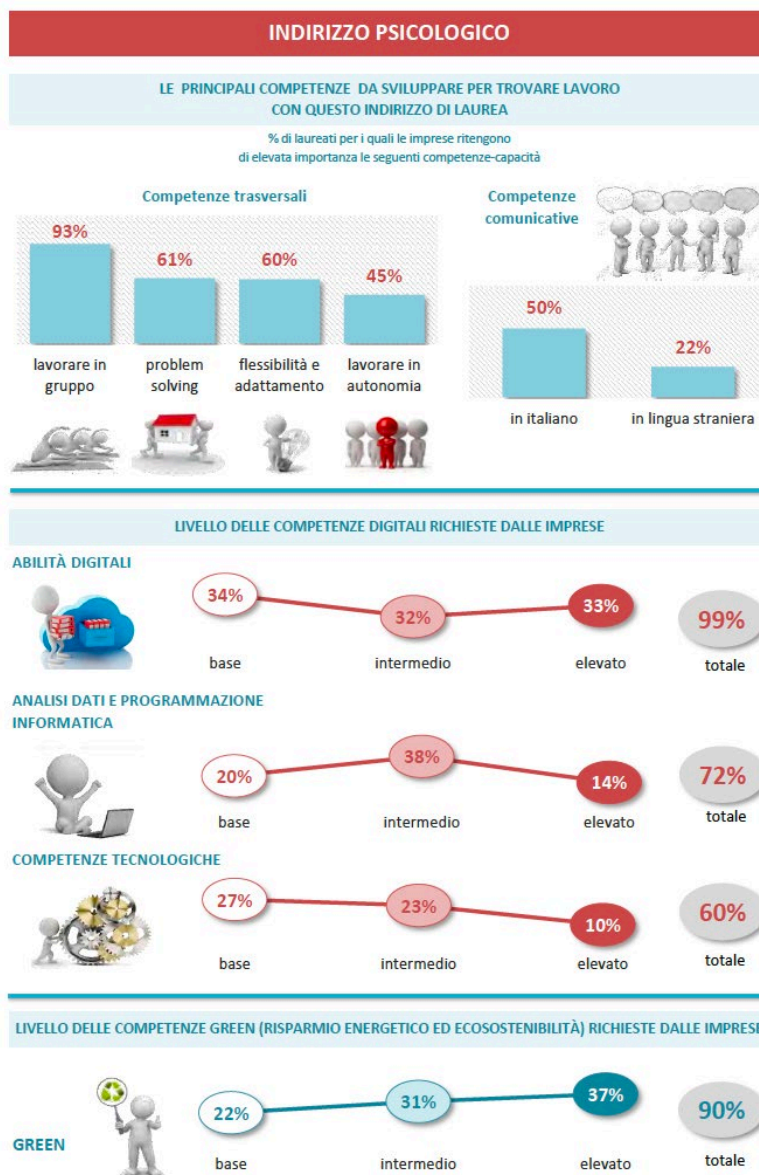 INDIRIZZO PSICOLOGICO
LE PRINCIPALI COMPETENZE DA SVILUPPARE PER TROVARE LAVORO
CON QUESTO INDIRIZZO DI LAUREA
% di laureati per i quali le imprese ritengono
di elevata importanza le seguenti competenze-capacità
Competenze trasversali
93%
61%
60%
45%
lavorare in
gruppo
problem
solving
flessibilità e
adattamento
lavorare in
autonomia
Competenze
comunicative
50%
22%
in italiano
in lingua straniera
LIVELLO DELLE COMPETENZE DIGITALI RICHIESTE DALLE IMPRESE
ABILITÀ DIGITALI
34%
32%
33%
99%
base
intermedio
elevato
totale
ANALISI DATI E PROGRAMMAZIONE
INFORMATICA
20%
38%
14%
72%
base
intermedio
elevato
totale
COMPETENZE TECNOLOGICHE
27%
23%
10%
60%
base
intermedio
elevato
totale
LIVELLO DELLE COMPETENZE GREEN (RISPARMIO ENERGETICO ED ECOSOSTENIBILITÀ) RICHIESTE DALLE IMPRESE
GREEN
22%
31%
37%
90%
base
intermedio
elevato
totale